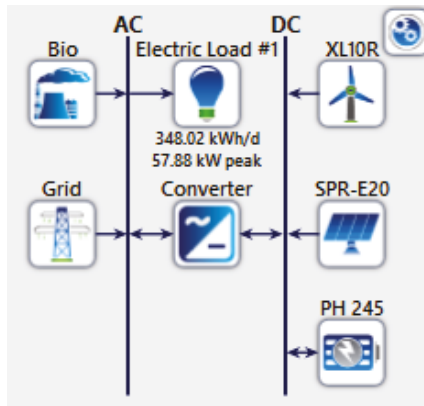 AC DC
Bio Electric Load #1 XL10R
348.02 kWh/d
57.88 kW peak
Grid Converter SPR-E20
PH 245